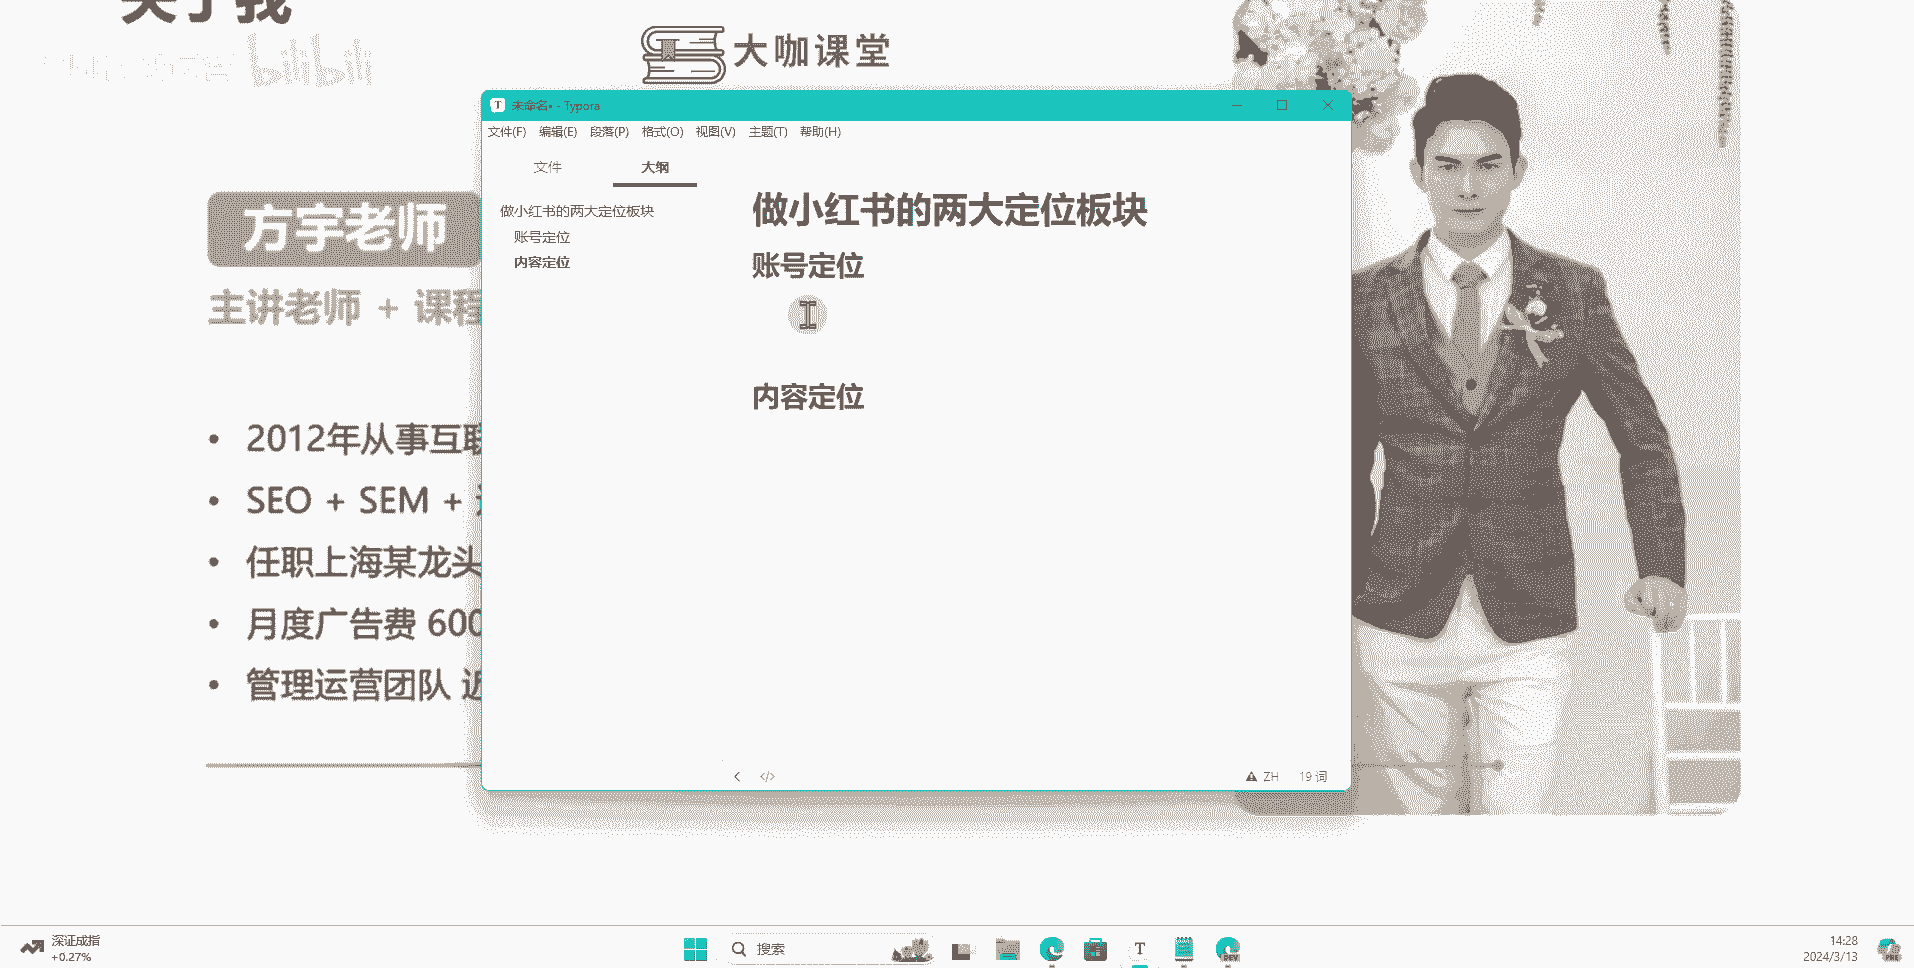 关于我
bilibili
大咖课堂
方宇老师
主讲老师 + 课程
2012年从事互联
SEO + SEM +
任职上海某龙头
月度广告费 600
管理运营团队 近
未命名• - Typora
文件(F) 编辑(E) 段落(P) 格式(O) 视图(V) 主题(T) 帮助(H)
文件 大纲
做小红书的两大定位板块
账号定位
内容定位
做小红书的两大定位板块
账号定位
内容定位
</> ZH 19 词
深证成指
+0.27%
搜索
T
DEV
14:28
2024/3/13
PRE